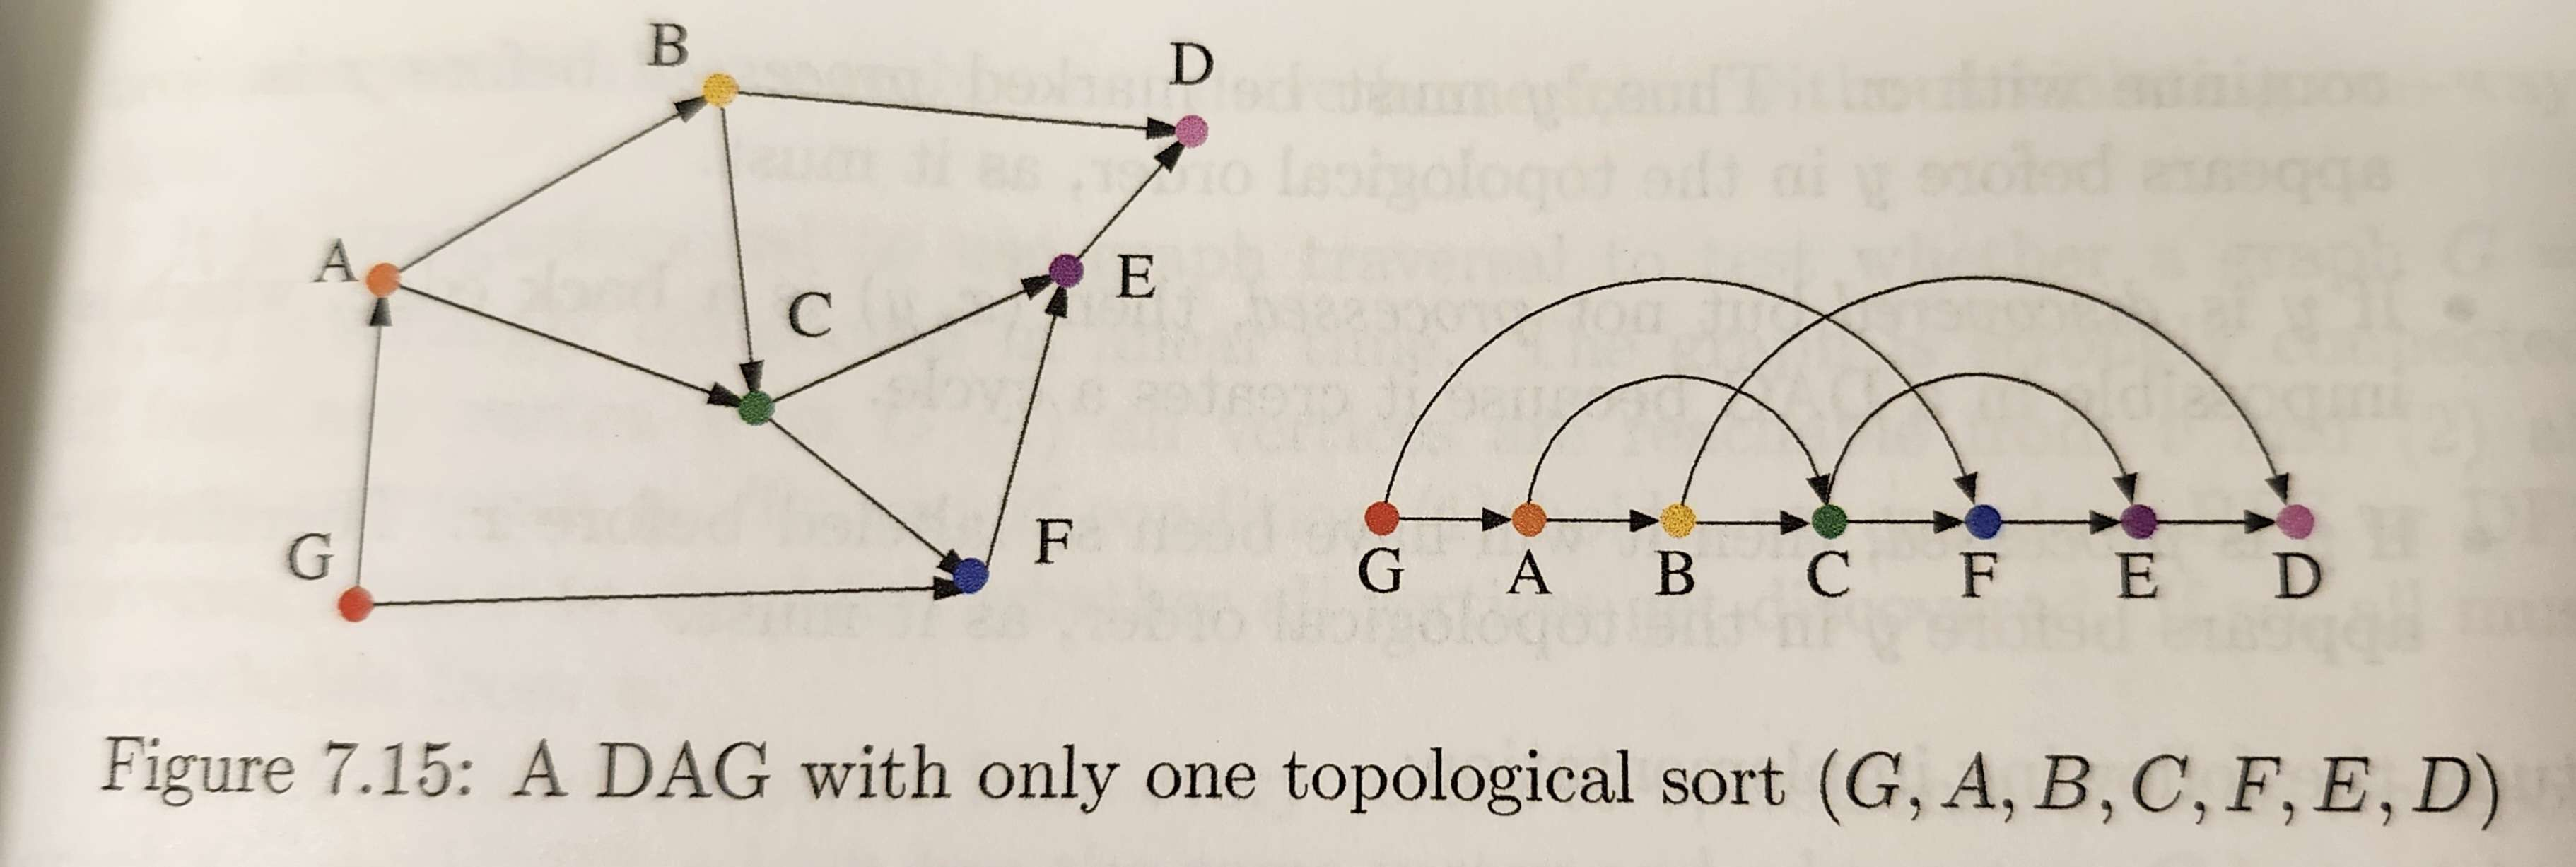 B
D
A
E
C
F
G
G A B C F E D
Figure 7.15: A DAG with only one topological sort (G, A, B, C, F, E, D)